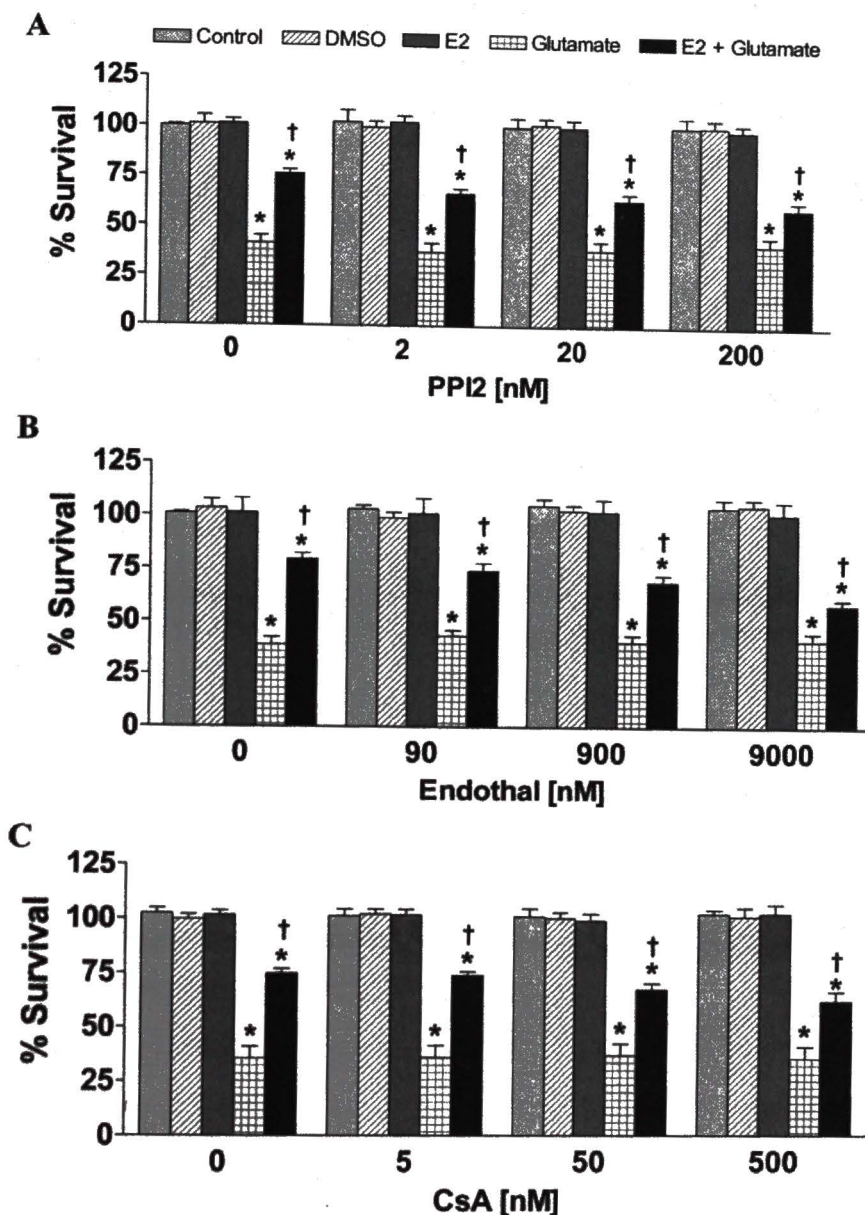 A
Control DMSO E2 Glutamate E2 + Glutamate
125
100
75
50
25
0
% Survival
* † * * † * * † * * † *
0 2 20 200
PPI2 [nM]
B
125
100
75
50
25
0
% Survival
* † * * † * * † * * † *
0 90 900 9000
Endothal [nM]
C
125
100
75
50
25
0
% Survival
* † * * † * * † * * † *
0 5 50 500
CsA [nM]